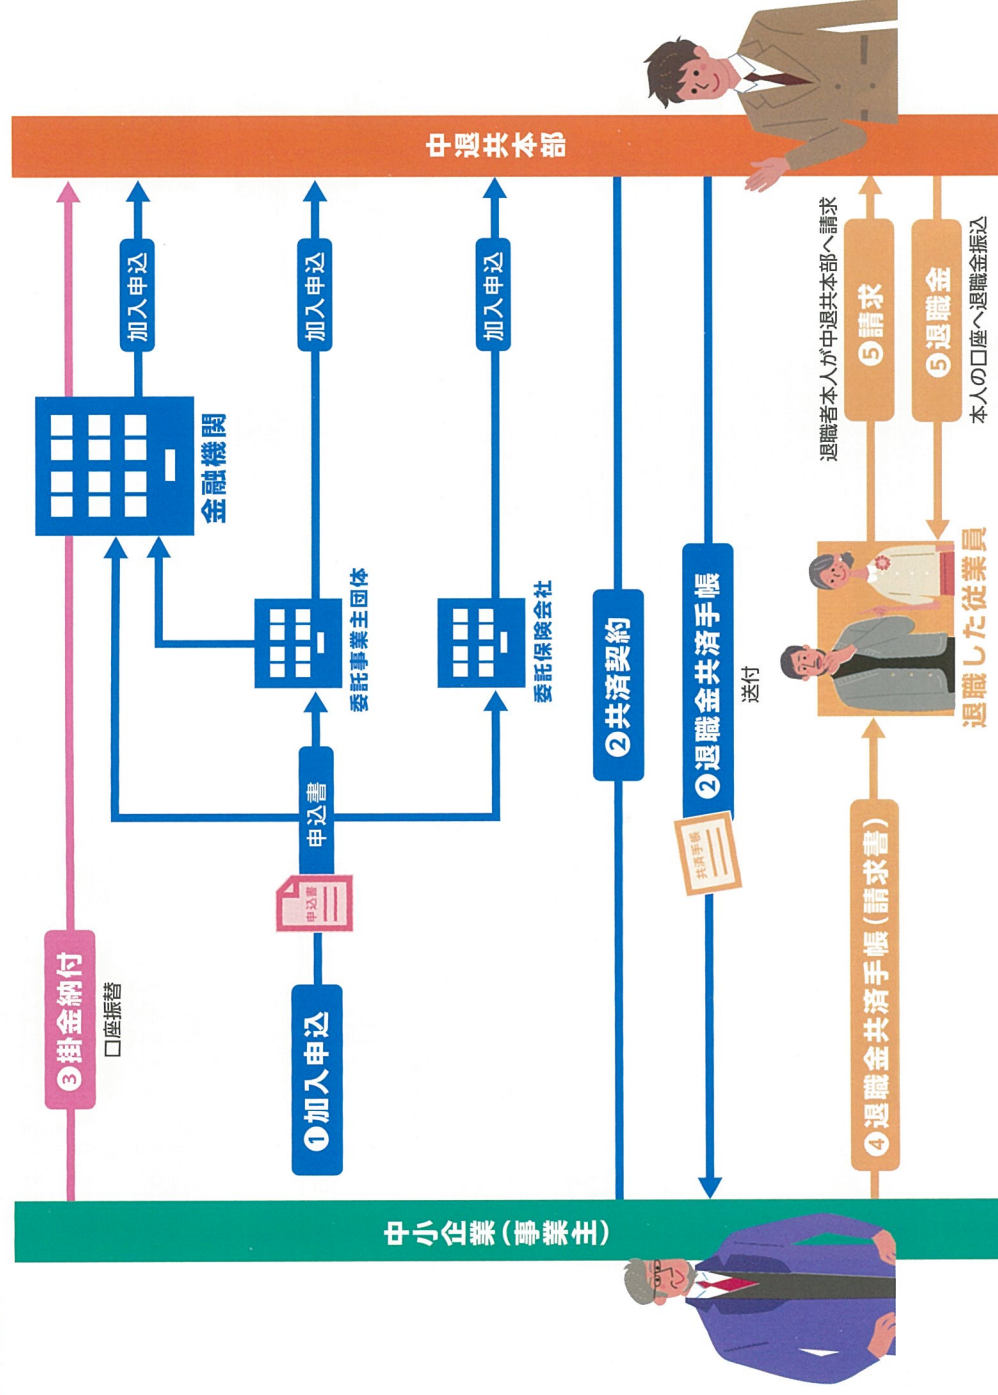 中小企業(事業主)
中退共本部
❸掛金納付
口座振替
金融機関
加入申込
❶加入申込
申込書
申込書
委託事業主団体
加入申込
委託保険会社
加入申込
❷共済契約
共済手帳
❷退職金共済手帳
送付
❹退職金共済手帳(請求書)
退職した従業員
退職者本人が中退共本部へ請求
❺請求
❺退職金
本人の口座へ退職金振込